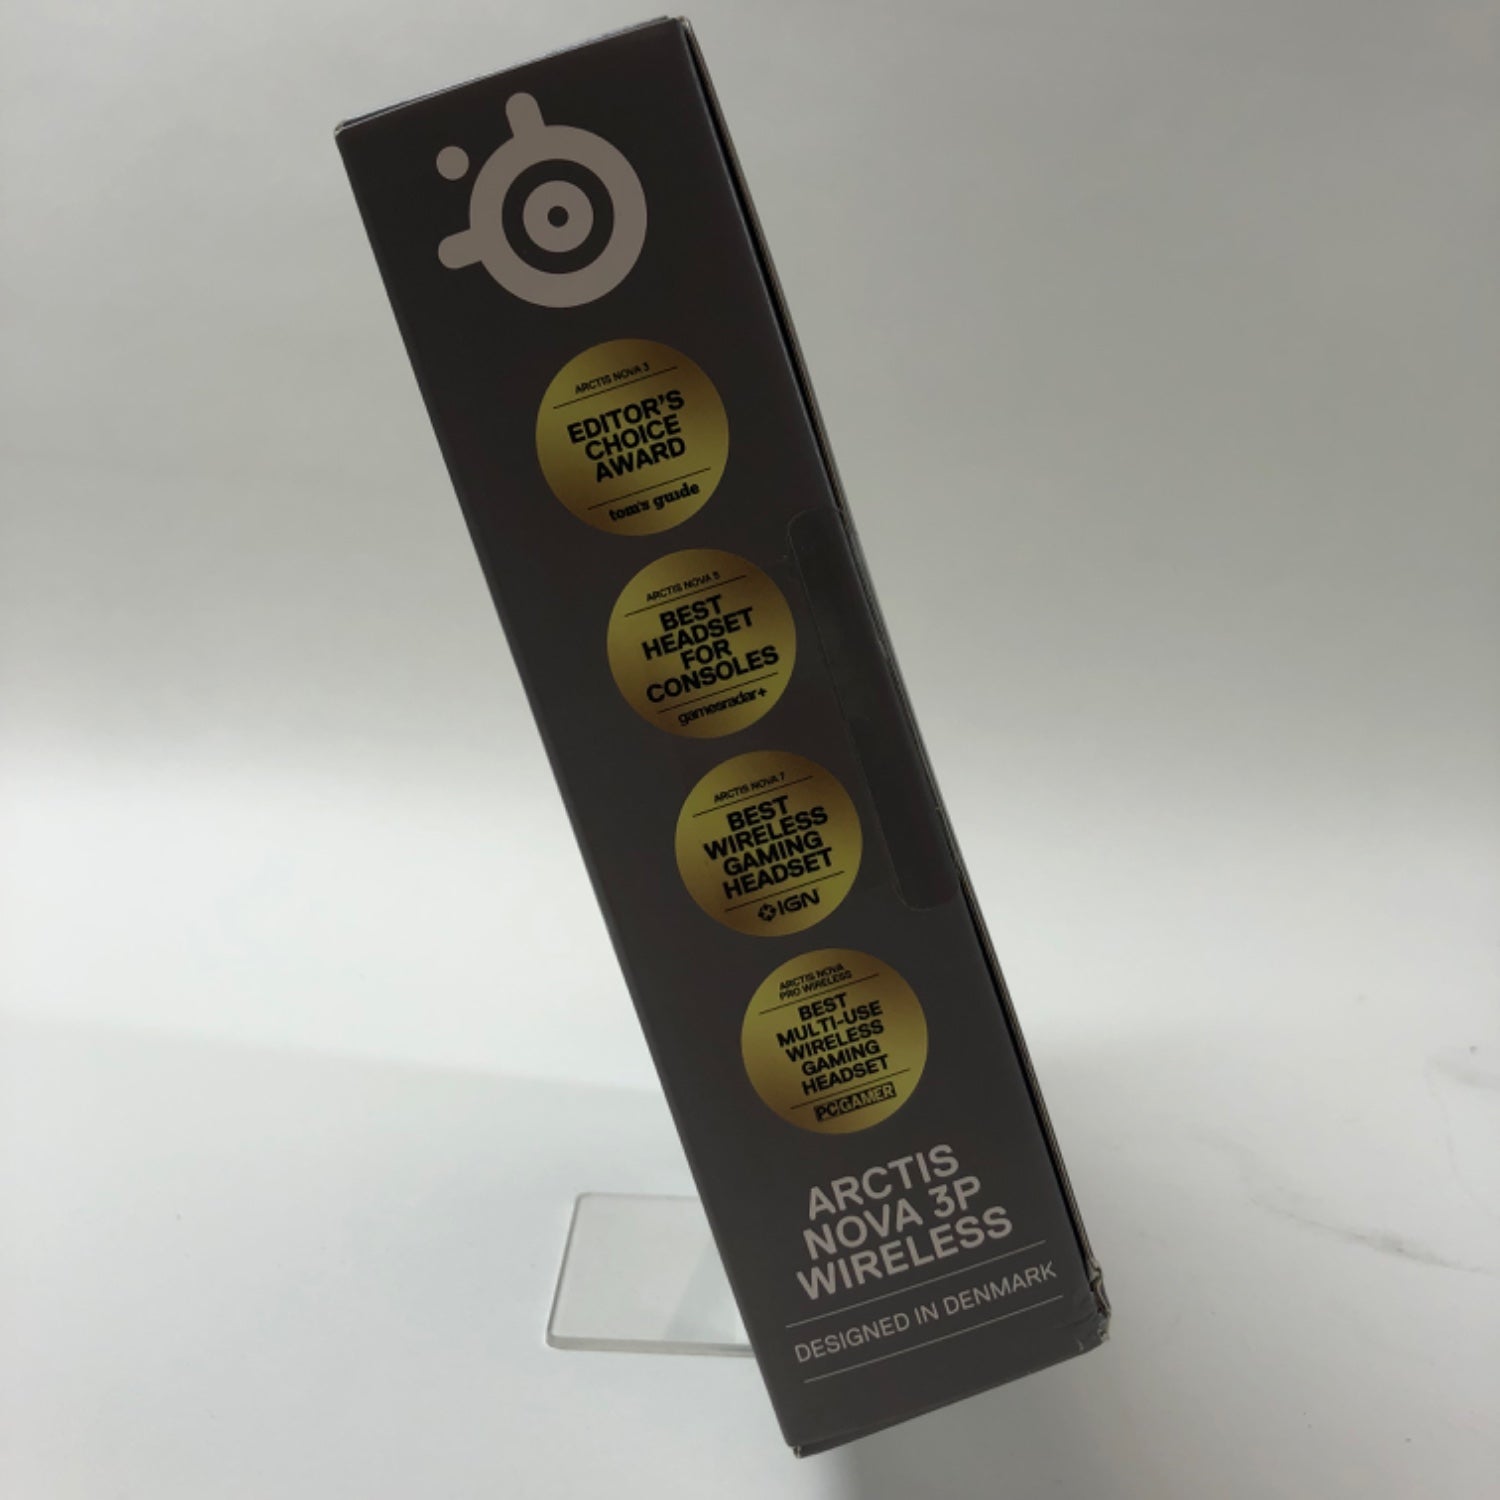 ARCTIS NOVA 3
EDITOR'S
CHOICE
AWARD
tom's guide
ARCTIS NOVA 5
BEST
HEADSET
FOR
CONSOLES
gamesradar+
ARCTIS NOVA 7
BEST
WIRELESS
GAMING
HEADSET
IGN
ARCTIS NOVA
PRO WIRELESS
BEST
MULTI-USE
WIRELESS
GAMING
HEADSET
PC GAMER
ARCTIS
NOVA 3P
WIRELESS
DESIGNED IN DENMARK